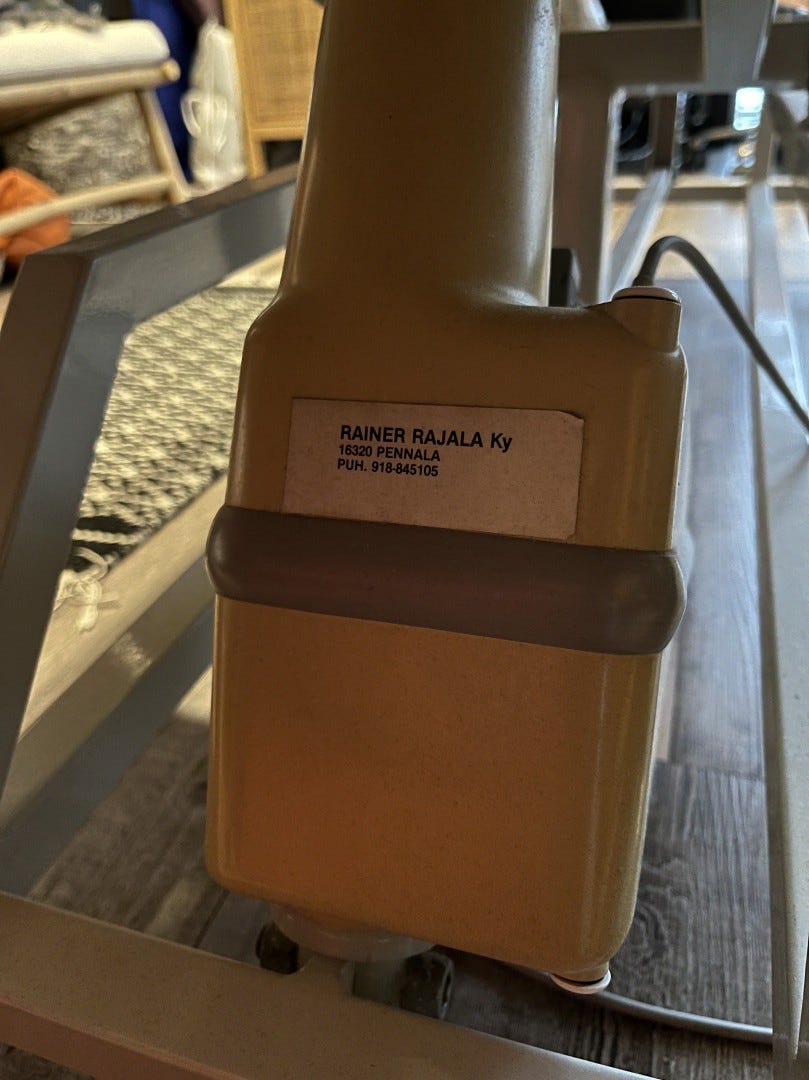 RAINER RAJALA Ky
16320 PENNALA
PUH. 918-845105